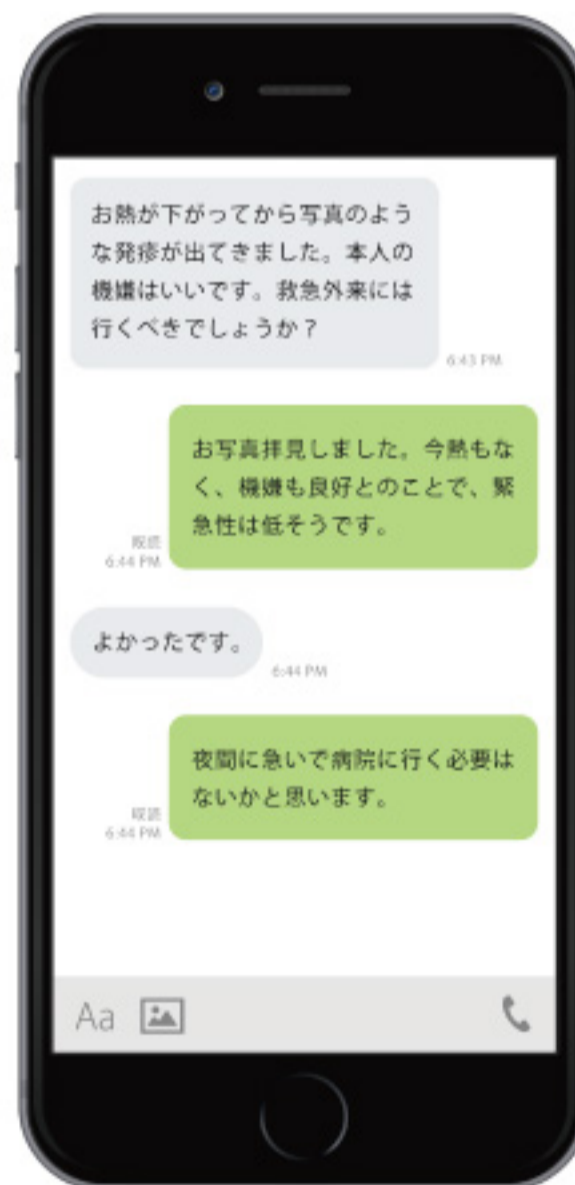 お熱が下がってから写真のよう
な発疹が出てきました。本人の
機嫌はいいです。救急外来には
行くべきでしょうか？
6:43 PM
お写真拝見しました。今熱もな
く、機嫌も良好とのことで、緊
急性は低そうです。
既読
6:44 PM
よかったです。
6:44 PM
夜間に急いで病院に行く必要は
ないかと思います。
既読
6:44 PM
Aa